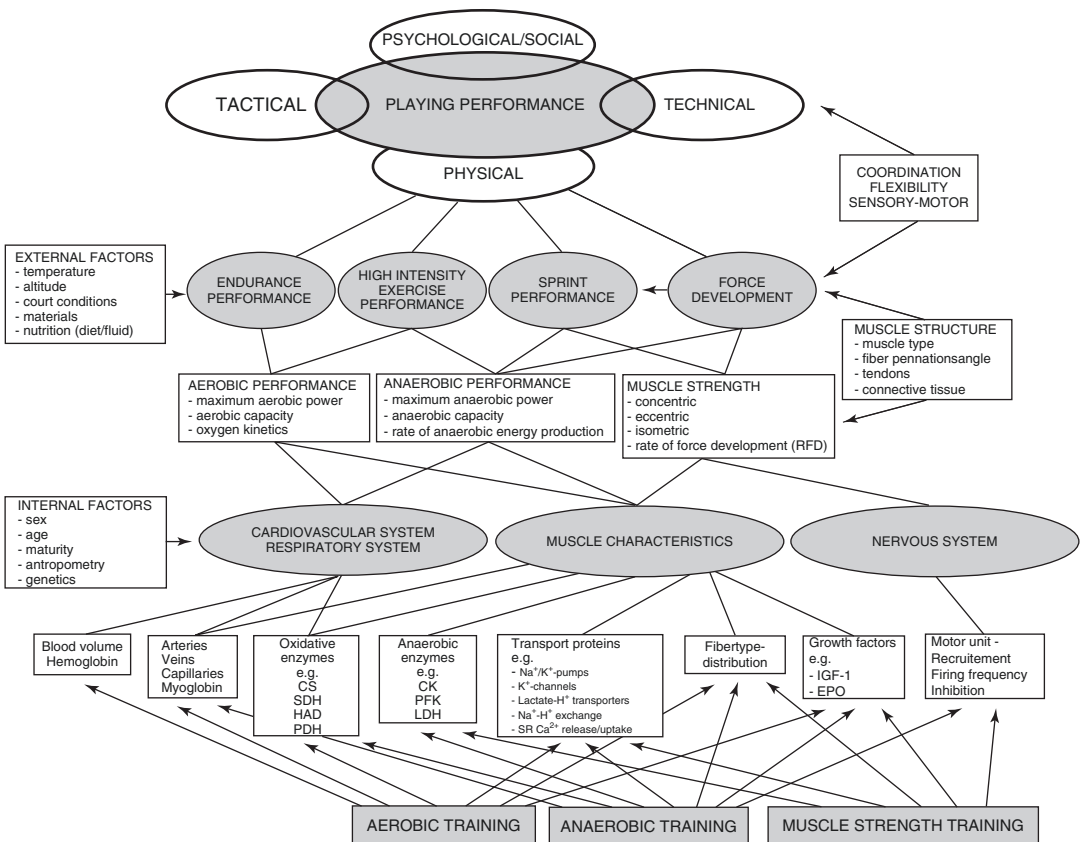 PSYCHOLOGICAL/SOCIAL
TACTICAL
PLAYING PERFORMANCE
TECHNICAL
PHYSICAL
COORDINATION
FLEXIBILITY
SENSORY-MOTOR
EXTERNAL FACTORS
- temperature
- altitude
- court conditions
- materials
- nutrition (diet/fluid)
ENDURANCE
PERFORMANCE
HIGH INTENSITY
EXERCISE
PERFORMANCE
SPRINT
PERFORMANCE
FORCE
DEVELOPMENT
MUSCLE STRUCTURE
- muscle type
- fiber pennationsangle
- tendons
- connective tissue
AEROBIC PERFORMANCE
- maximum aerobic power
- aerobic capacity
- oxygen kinetics
ANAEROBIC PERFORMANCE
- maximum anaerobic power
- anaerobic capacity
- rate of anaerobic energy production
MUSCLE STRENGTH
- concentric
- eccentric
- isometric
- rate of force development (RFD)
INTERNAL FACTORS
- sex
- age
- maturity
- antropometry
- genetics
CARDIOVASCULAR SYSTEM
RESPIRATORY SYSTEM
MUSCLE CHARACTERISTICS
NERVOUS SYSTEM
Blood volume
Hemoglobin
Arteries
Veins
Capillaries
Myoglobin
Oxidative
enzymes
e.g.
CS
SDH
HAD
PDH
Anaerobic
enzymes
e.g.
CK
PFK
LDH
Transport proteins
e.g.
- Na⁺/K⁺-pumps
- K⁺-channels
- Lactate-H⁺ transporters
- Na⁺-H⁺ exchange
- SR Ca²⁺ release/uptake
Fibertype-
distribution
Growth factors
e.g.
- IGF-1
- EPO
Motor unit -
Recruitement
Firing frequency
Inhibition
AEROBIC TRAINING
ANAEROBIC TRAINING
MUSCLE STRENGTH TRAINING